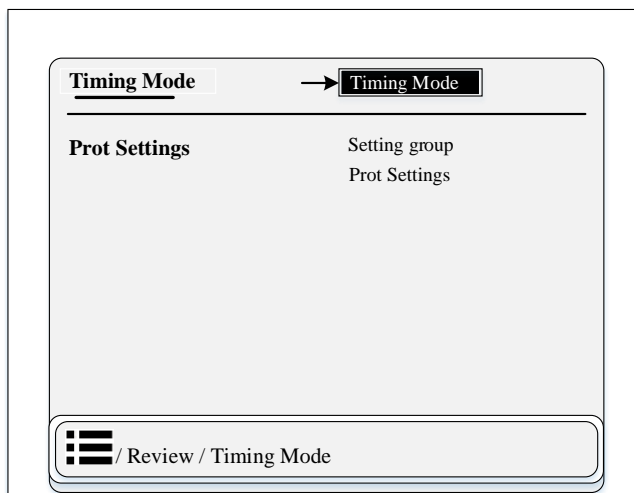 Timing Mode
Timing Mode
Prot Settings
Setting group
Prot Settings
/ Review / Timing Mode